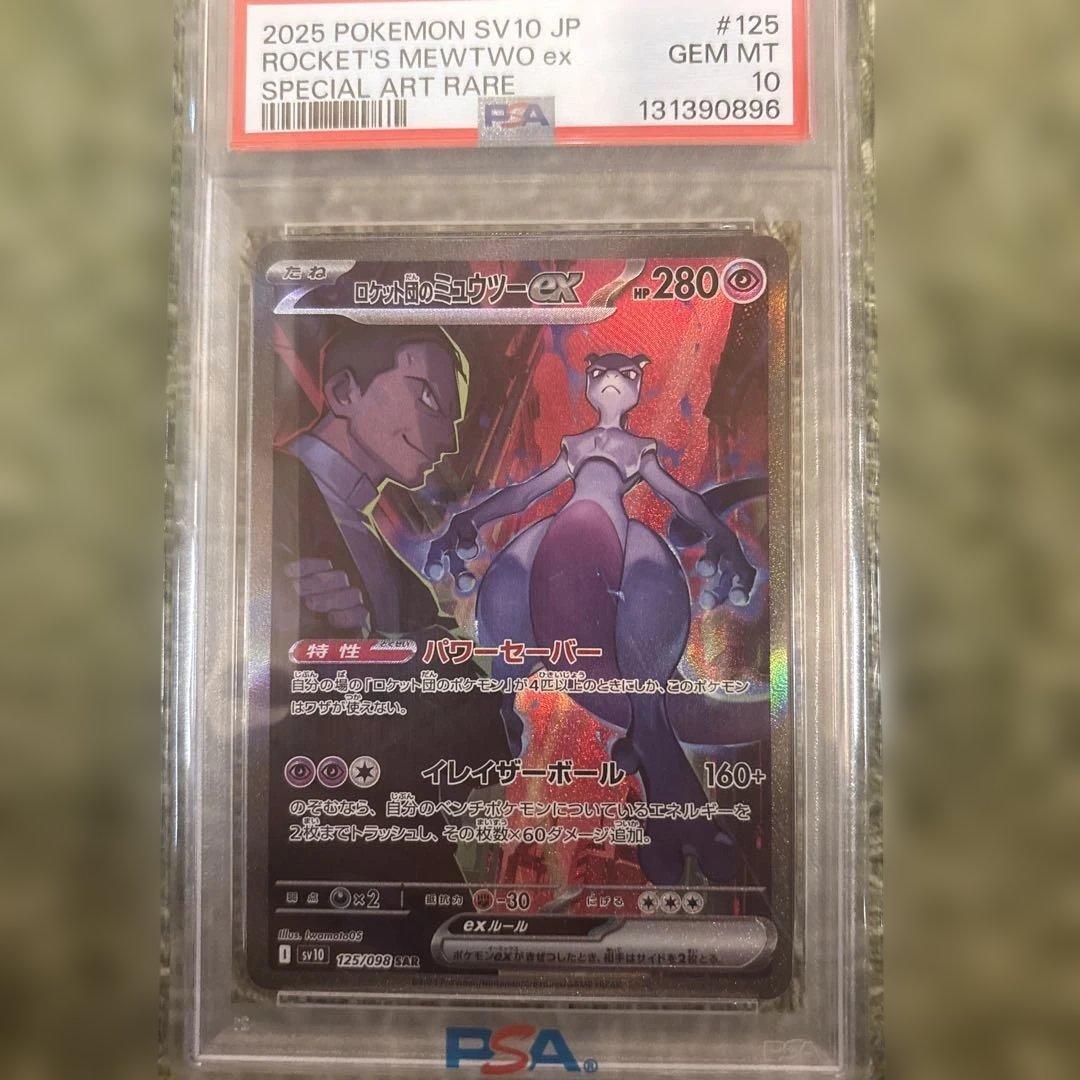 2025 POKEMON SV10 JP #125
ROCKET'S MEWTWO ex GEM MT
SPECIAL ART RARE 10
131390896
PSA
たね
ロケット団のミュウツーex HP 280
特性 パワーセーバー
自分の場の「ロケット団のポケモン」が4匹以上のときにしか、このポケモン
はワザが使えない。
イレイザーボール 160+
のぞむなら、自分のベンチポケモンについているエネルギーを
2枚までトラッシュし、その枚数×60ダメージ追加。
弱点 ×2 抵抗力 -30 にげる
exルール
ポケモンexがきぜつしたとき、相手はサイドを2枚とる。
Illus. Iwamoto05
I sv10 125/098 SAR
PSA®